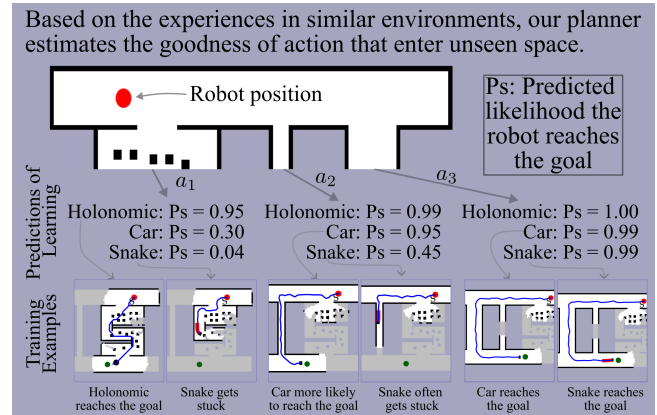 Based on the experiences in similar environments, our planner
estimates the goodness of action that enter unseen space.
Robot position
Ps: Predicted
likelihood the
robot reaches
the goal
a1
a2
a3
Predictions of
Learning
Holonomic: Ps = 0.95
Car: Ps = 0.30
Snake: Ps = 0.04
Holonomic: Ps = 0.99
Car: Ps = 0.95
Snake: Ps = 0.45
Holonomic: Ps = 1.00
Car: Ps = 0.99
Snake: Ps = 0.99
Training
Examples
Holonomic
reaches the goal
Snake gets
stuck
Car more likely
to reach the goal
Snake often
gets stuck
Car reaches
the goal
Snake reaches
the goal